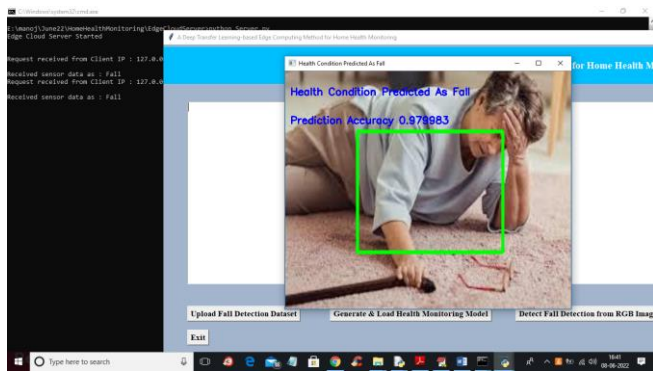 C:\Windows\system32\cmd.exe
E:\manoj\June22\HomeHealthMonitoring\EdgeCloudServer>python Server.py
Edge Cloud Server Started
Request received from Client IP : 127.0.0
Received sensor data as : Fall
Request received from Client IP : 127.0.0
Received sensor data as : Fall
A Deep Transfer Learning-based Edge Computing Method for Home Health Monitoring
for Home Health M
Health Condition Predicted As Fall
Health Condition Predicted As Fall
Prediction Accuracy 0.979983
Upload Fall Detection Dataset
Generate & Load Health Monitoring Model
Detect Fall Detection from RGB Imag
Exit
Type here to search
16:41
08-06-2022